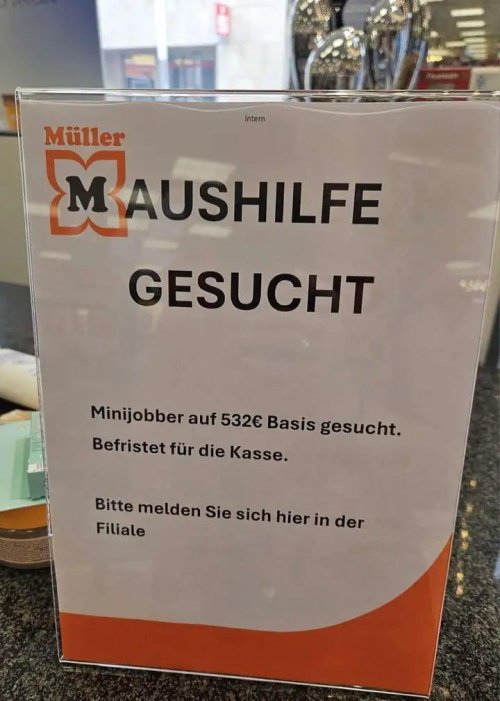 Intern
Müller
M AUSHILFE
GESUCHT
Minijobber auf 532€ Basis gesucht.
Befristet für die Kasse.
Bitte melden Sie sich hier in der
Filiale